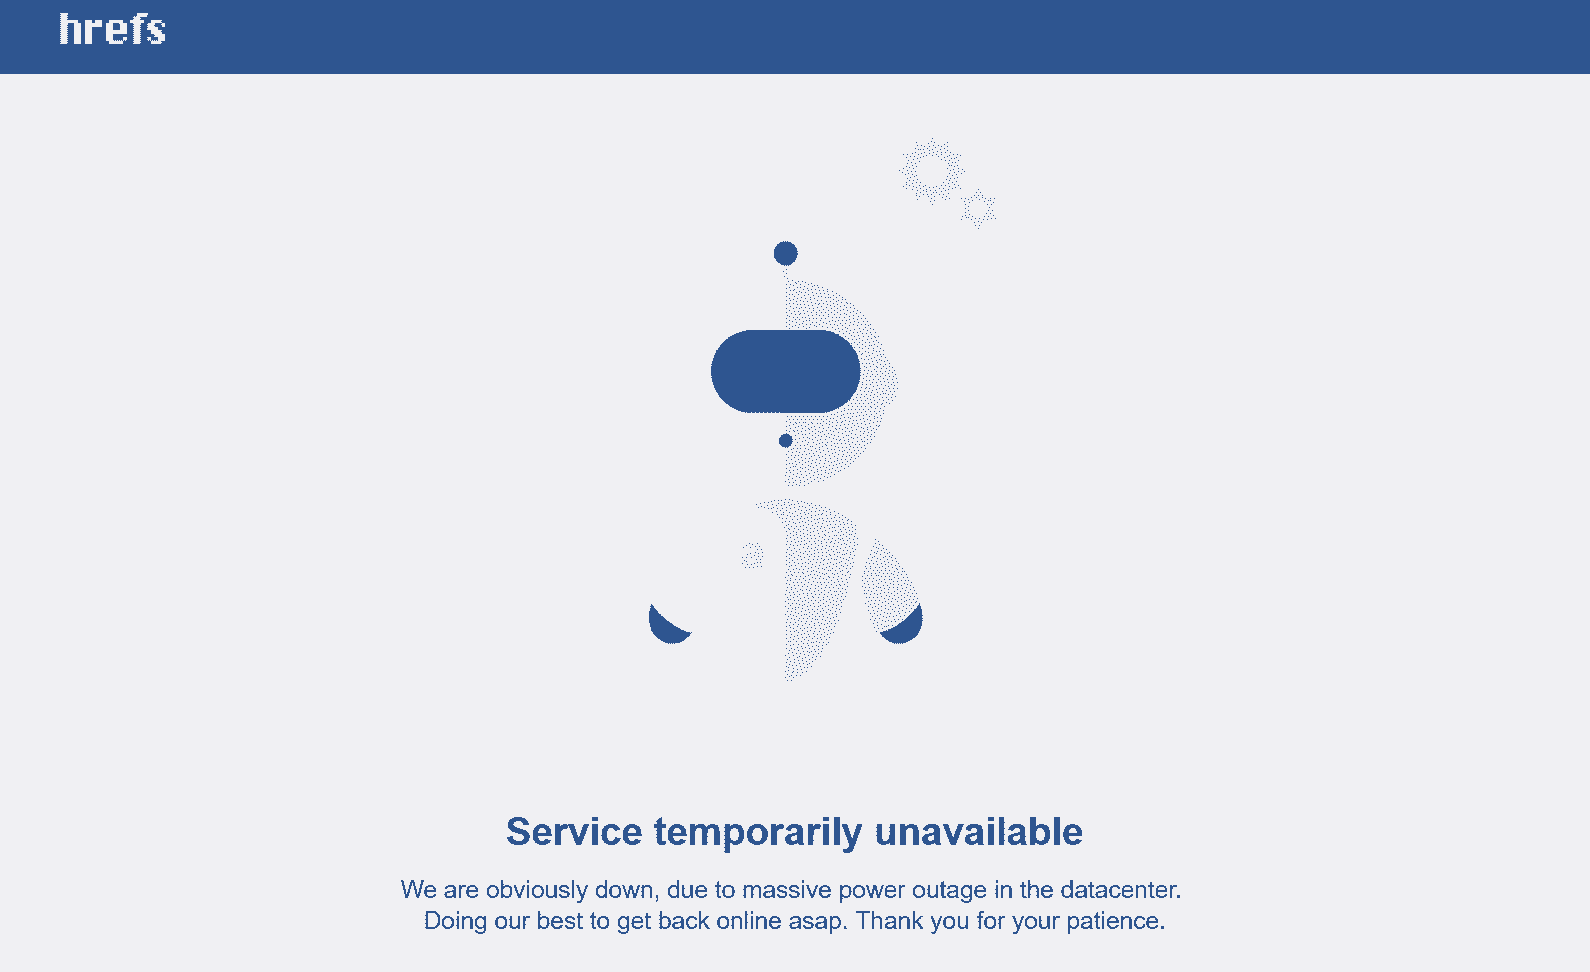 hrefs
Service temporarily unavailable
We are obviously down, due to massive power outage in the datacenter.
Doing our best to get back online asap. Thank you for your patience.